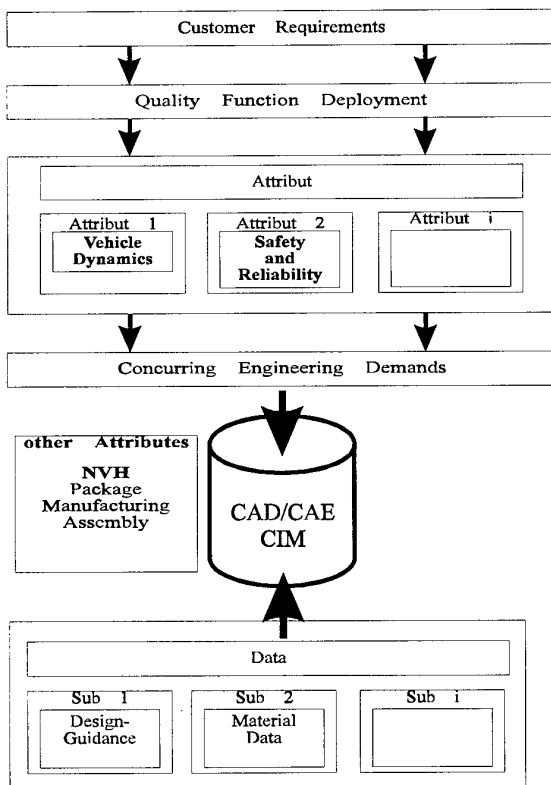 Customer Requirements
Quality Function Deployment
Attribut
Attribut 1
Vehicle
Dynamics
Attribut 2
Safety
and
Reliability
Attribut i
Concurring Engineering Demands
other Attributes
NVH
Package
Manufacturing
Assembly
CAD/CAE
CIM
Data
Sub 1
Design-
Guidance
Sub 2
Material
Data
Sub i